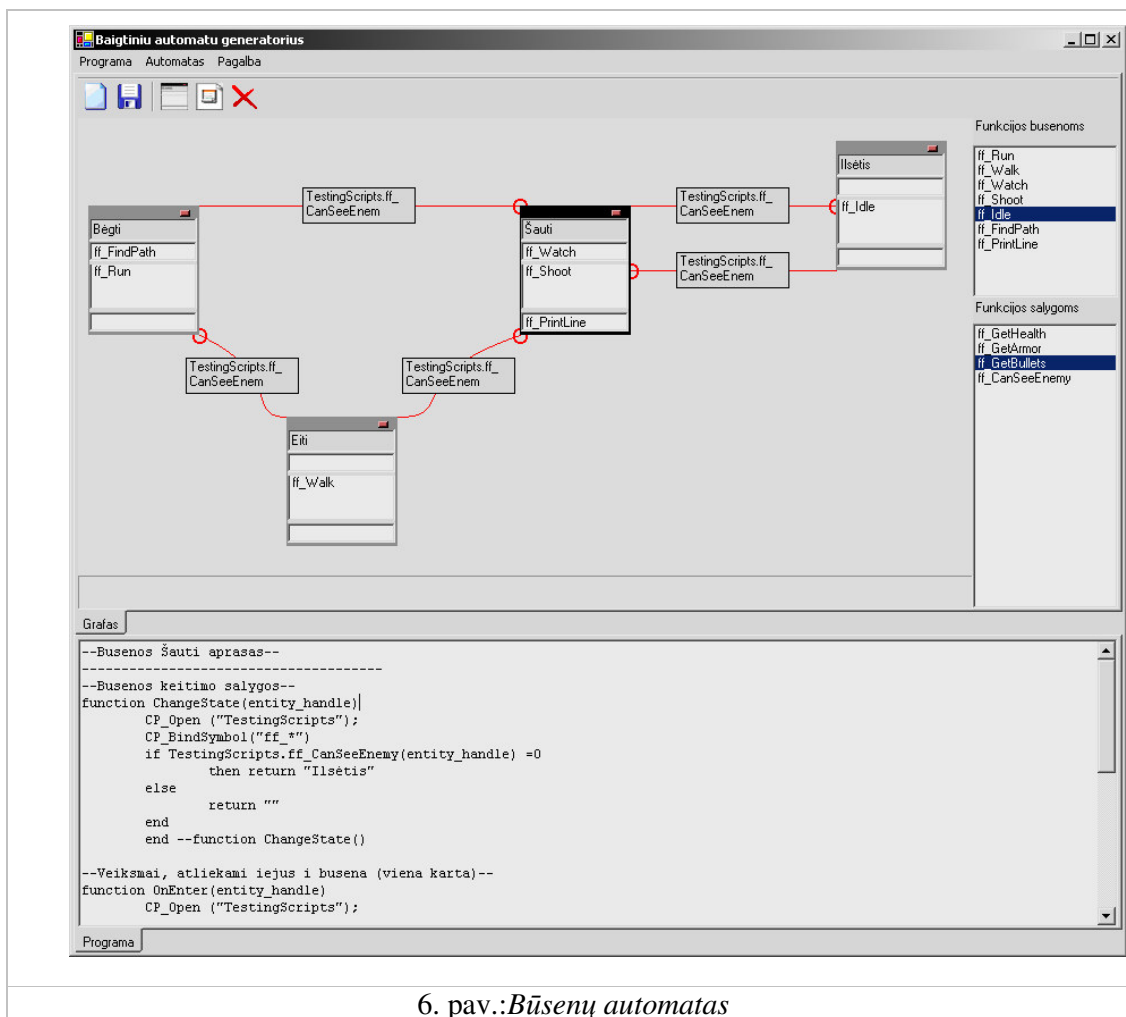 Baigtiniu automatu generatorius
Programa Automatas Pagalba
Funkcijos busenoms
ff_Run
ff_Walk
ff_Watch
ff_Shoot
ff_Idle
ff_FindPath
ff_PrintLine
Funkcijos salygoms
ff_GetHealth
ff_GetArmor
ff_GetBullets
ff_CanSeeEnemy
Bėgti
ff_FindPath
ff_Run
TestingScripts.ff_
CanSeeEnem
Šauti
ff_Watch
ff_Shoot
ff_PrintLine
TestingScripts.ff_
CanSeeEnem
TestingScripts.ff_
CanSeeEnem
Ilsėtis
ff_Idle
TestingScripts.ff_
CanSeeEnem
TestingScripts.ff_
CanSeeEnem
Eiti
ff_Walk
Grafas
--Busenos Šauti aprasas--
--------------------------------------
--Busenos keitimo salygos--
function ChangeState(entity_handle)
CP_Open ("TestingScripts");
CP_BindSymbol("ff_*")
if TestingScripts.ff_CanSeeEnemy(entity_handle) =0
then return "Ilsėtis"
else
return ""
end
end --function ChangeState()
--Veiksmai, atliekami iejus i busena (viena karta)--
function OnEnter(entity_handle)
CP_Open ("TestingScripts");
Programa
6. pav.:Būsenų automatas